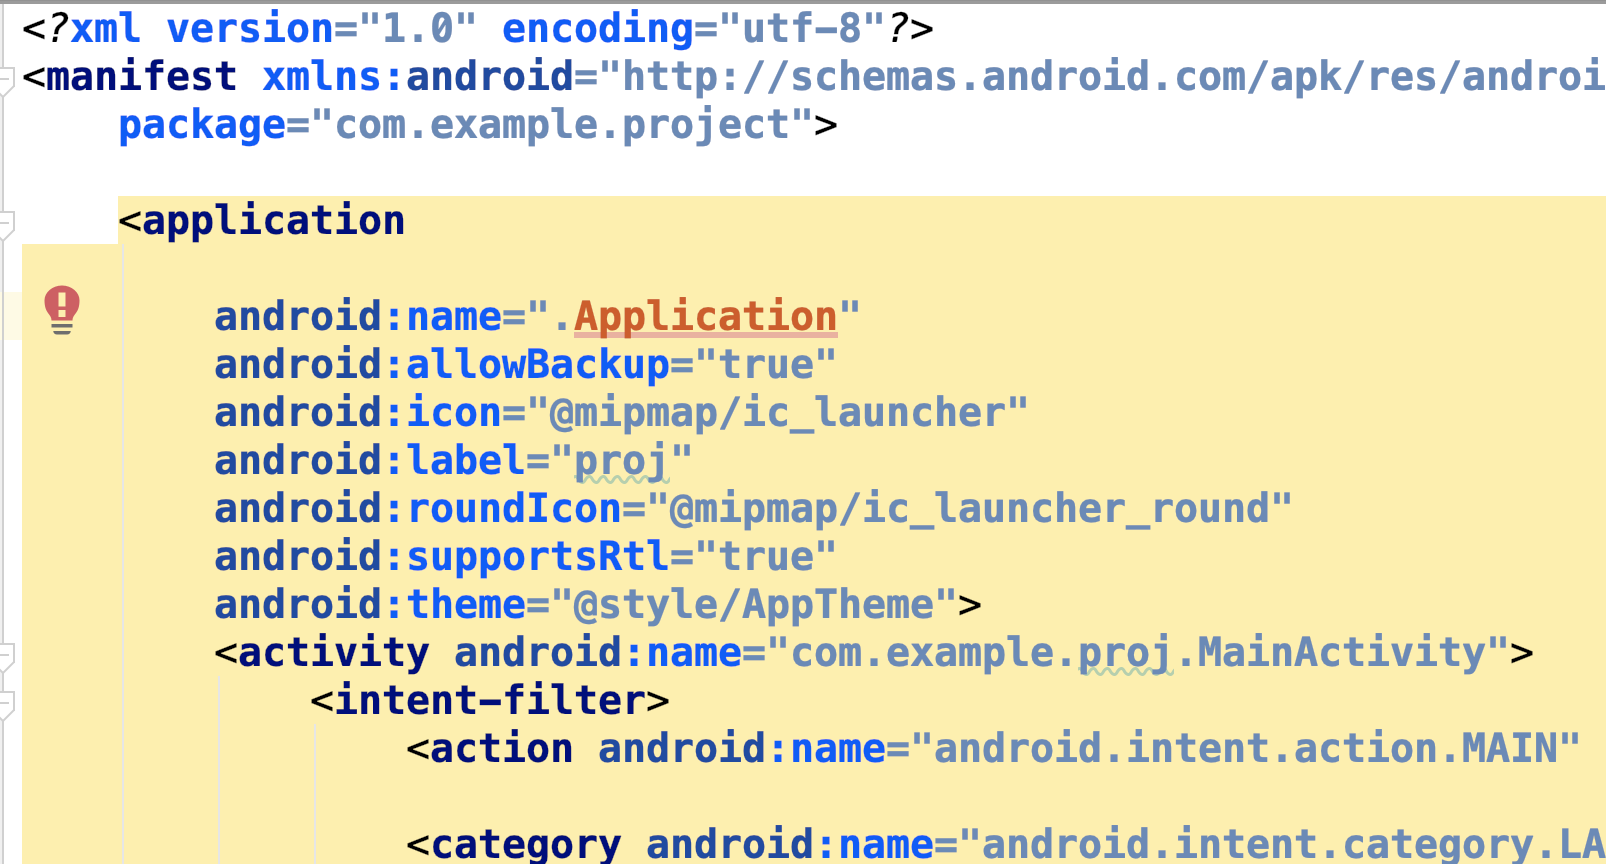 <?xml version="1.0" encoding="utf-8"?>
<manifest xmlns:android="http://schemas.android.com/apk/res/androi
package="com.example.project">
<application
android:name=".Application"
android:allowBackup="true"
android:icon="@mipmap/ic_launcher"
android:label="proj"
android:roundIcon="@mipmap/ic_launcher_round"
android:supportsRtl="true"
android:theme="@style/AppTheme">
<activity android:name="com.example.proj.MainActivity">
<intent-filter>
<action android:name="android.intent.action.MAIN"
<category android:name="android.intent.category.LA